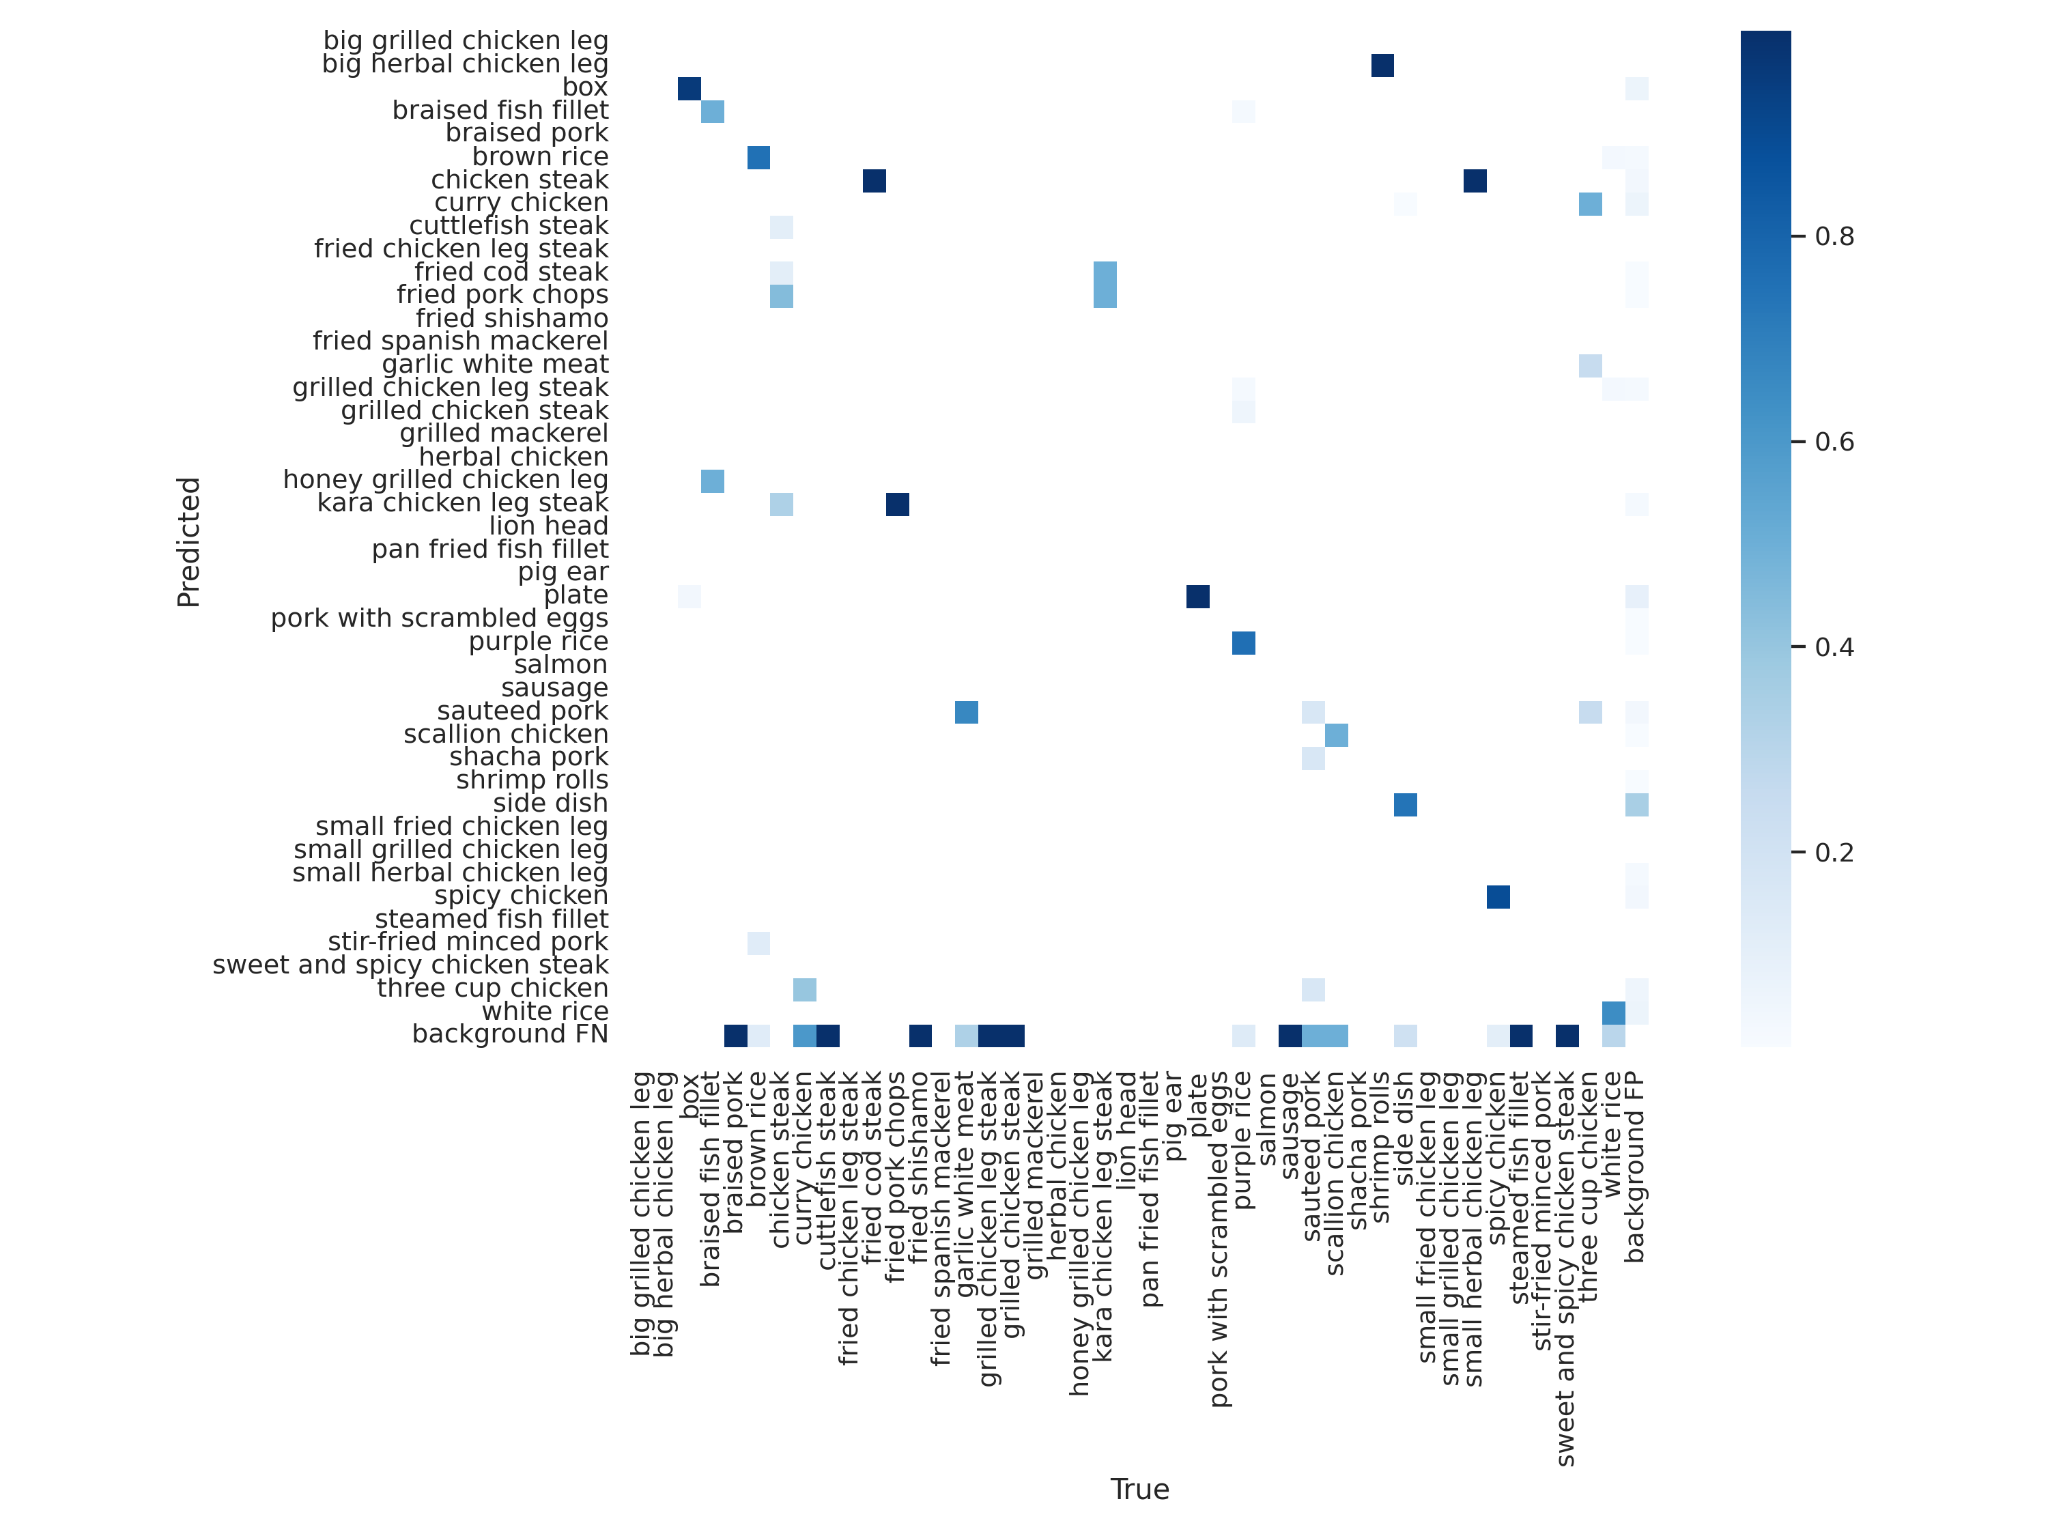 big grilled chicken leg
big herbal chicken leg
box
braised fish fillet
braised pork
brown rice
chicken steak
curry chicken
cuttlefish steak
fried chicken leg steak
fried cod steak
fried pork chops
fried shishamo
fried spanish mackerel
garlic white meat
grilled chicken leg steak
grilled chicken steak
grilled mackerel
herbal chicken
honey grilled chicken leg
kara chicken leg steak
lion head
pan fried fish fillet
pig ear
plate
pork with scrambled eggs
purple rice
salmon
sausage
sauteed pork
scallion chicken
shacha pork
shrimp rolls
side dish
small fried chicken leg
small grilled chicken leg
small herbal chicken leg
spicy chicken
steamed fish fillet
stir-fried minced pork
sweet and spicy chicken steak
three cup chicken
white rice
background FN
Predicted
big grilled chicken leg
big herbal chicken leg
box
braised fish fillet
braised pork
brown rice
chicken steak
curry chicken
cuttlefish steak
fried chicken leg steak
fried cod steak
fried pork chops
fried shishamo
fried spanish mackerel
garlic white meat
grilled chicken leg steak
grilled chicken steak
grilled mackerel
herbal chicken
honey grilled chicken leg
kara chicken leg steak
lion head
pan fried fish fillet
pig ear
plate
pork with scrambled eggs
purple rice
salmon
sausage
sauteed pork
scallion chicken
shacha pork
shrimp rolls
side dish
small fried chicken leg
small grilled chicken leg
small herbal chicken leg
spicy chicken
steamed fish fillet
stir-fried minced pork
sweet and spicy chicken steak
three cup chicken
white rice
background FP
True
0.8
0.6
0.4
0.2